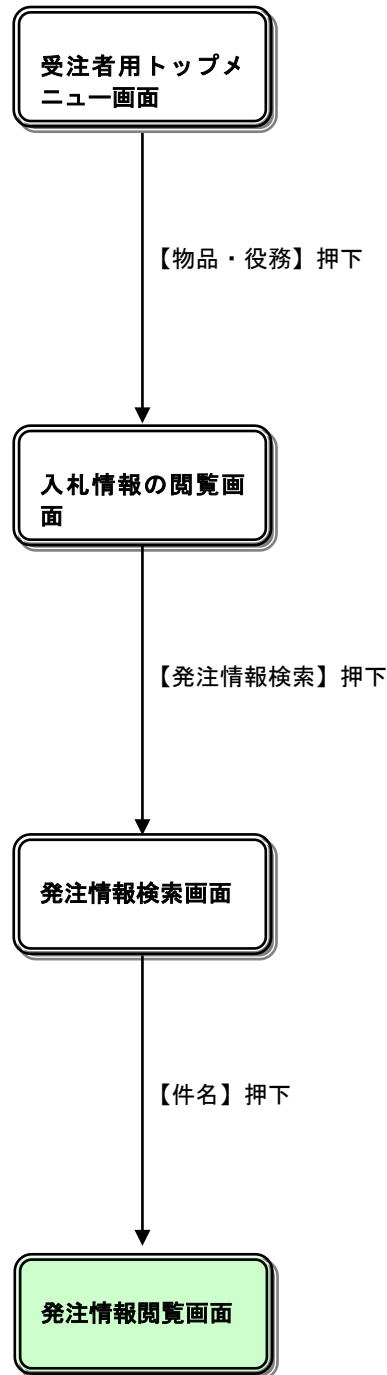 受注者用トップメ
ニュー画面
【物品・役務】押下
入札情報の閲覧画
面
【発注情報検索】押下
発注情報検索画面
【件名】押下
発注情報閲覧画面